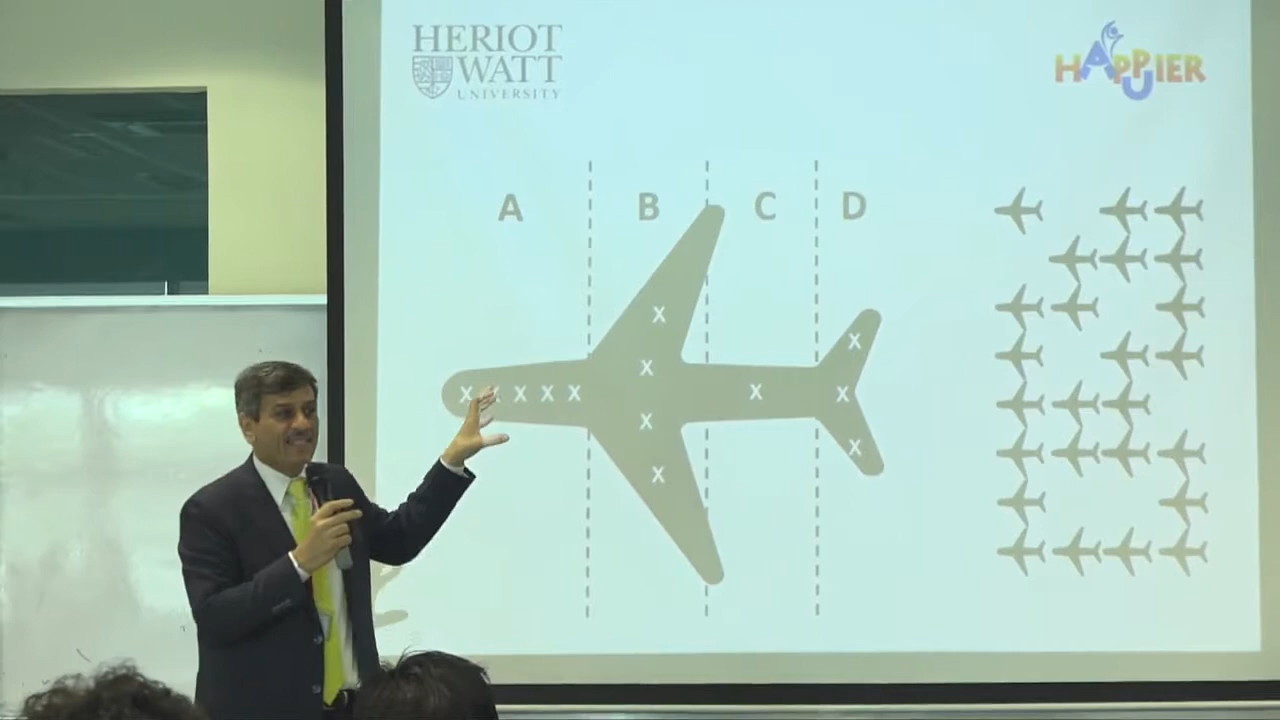 HERIOT
WATT
UNIVERSITY
HAPPIER
U
A B C D
X
X X
X X X X X X X
X
X X